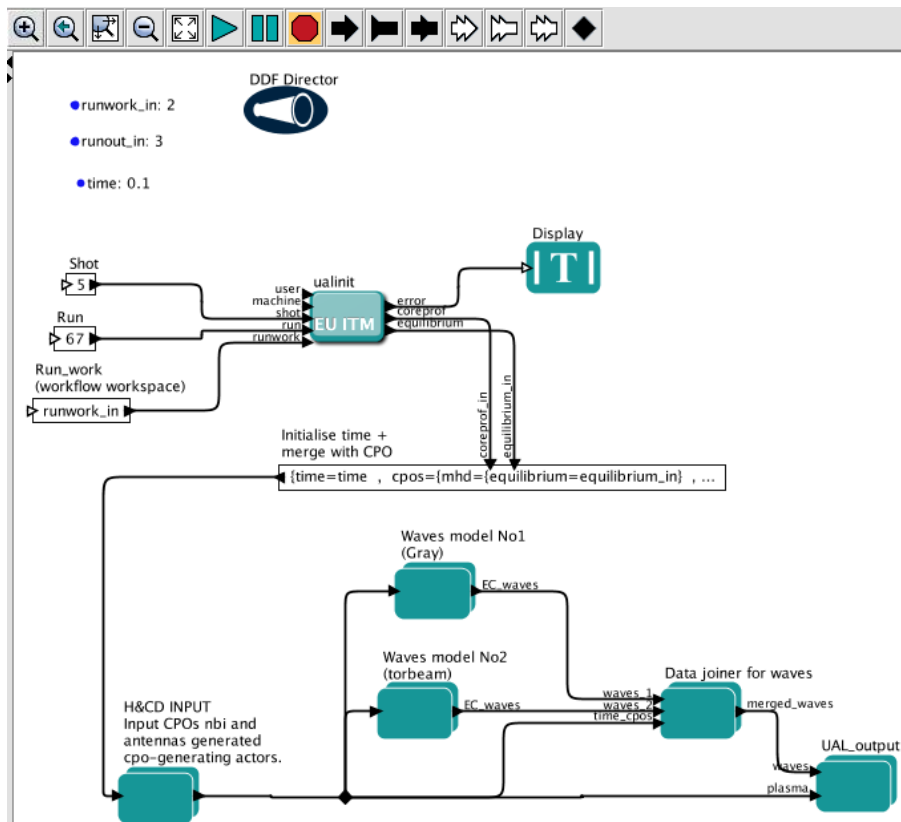 DDF Director
runwork_in: 2
runout_in: 3
time: 0.1
Display
T
Shot
5
Run
67
Run_work
(workflow workspace)
runwork_in
ualinit
user
machine
shot
run
runwork
EU ITM
error
coreprof
equilibrium
coreprof_in
equilibrium_in
Initialise time +
merge with CPO
{time=time , cpos={mhd={equilibrium=equilibrium_in} , ...
Waves model No1
(Gray)
EC_waves
Waves model No2
(torbeam)
EC_waves
Data joiner for waves
waves_1
waves_2
time_cpos
merged_waves
H&CD INPUT
Input CPOs nbi and
antennas generated
cpo-generating actors.
UAL_output
waves
plasma